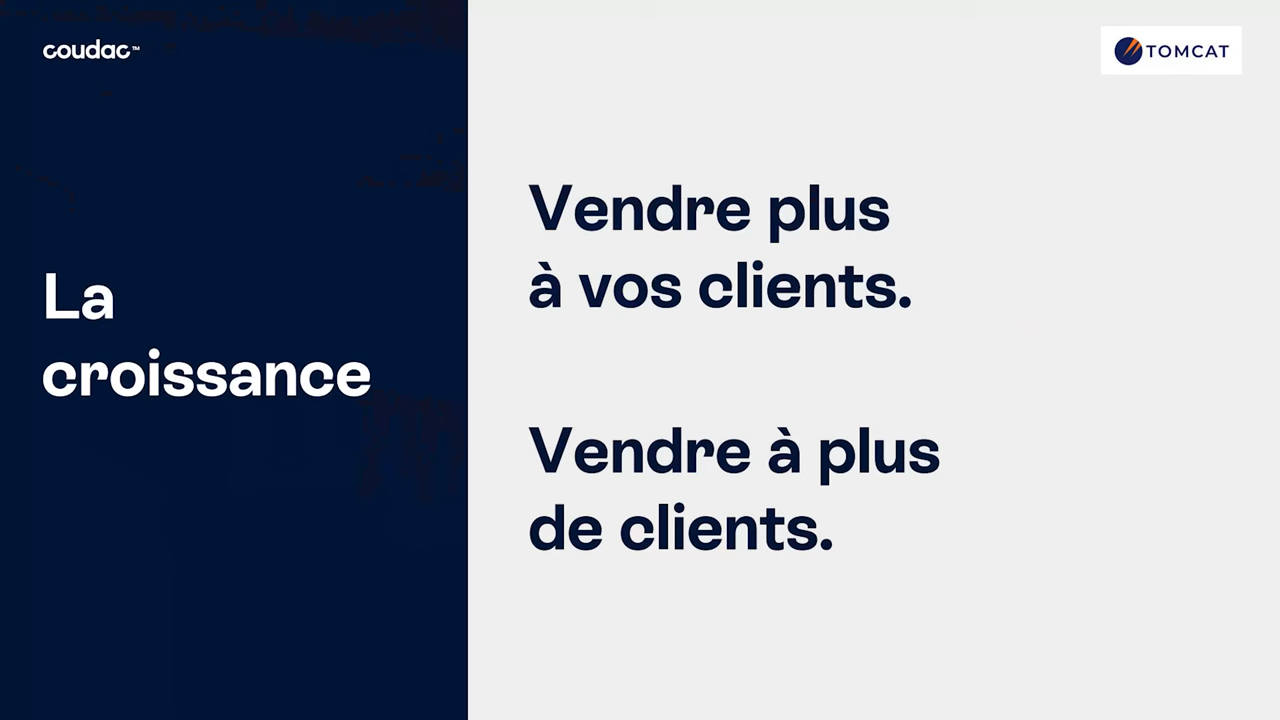 coudac™
TOMCAT
La
croissance
Vendre plus
à vos clients.
Vendre à plus
de clients.